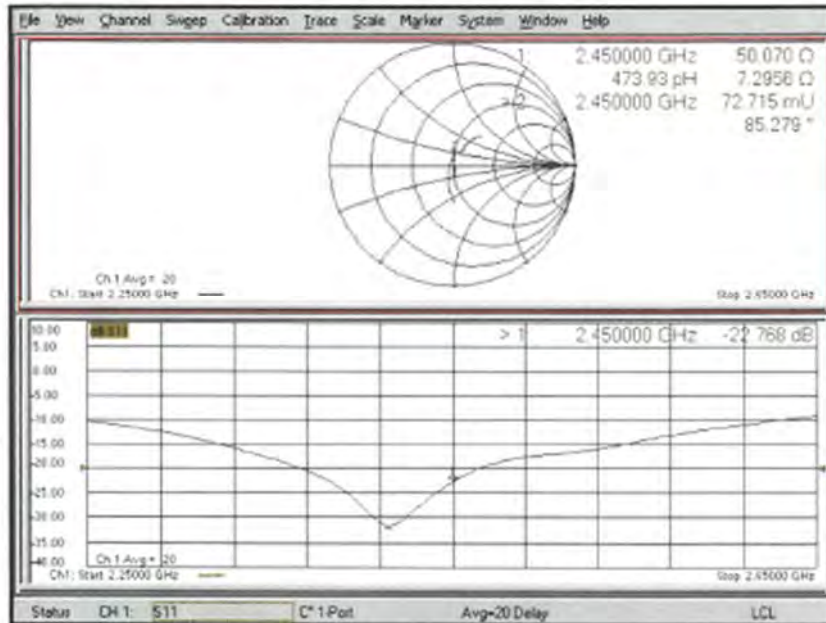 File View Channel Sweep Calibration Trace Scale Marker System Window Help
1 2.450000 GHz 50.070 Ω
473.93 pH 7.2956 Ω
> 2 2.450000 GHz 72.715 mU
85.279 °
Ch 1 Avg = 20
Ch1: Start 2.25000 GHz
Stop 2.65000 GHz
10.00
> 1 2.450000 GHz -22.768 dB
5.00
0.00
-5.00
-10.00
-15.00
-20.00
-25.00
-30.00
-35.00
Ch 1 Avg = 20
-40.00
Ch1: Start 2.25000 GHz
Stop 2.65000 GHz
Status CH 1: S11 C* 1-Port Avg=20 Delay LCL